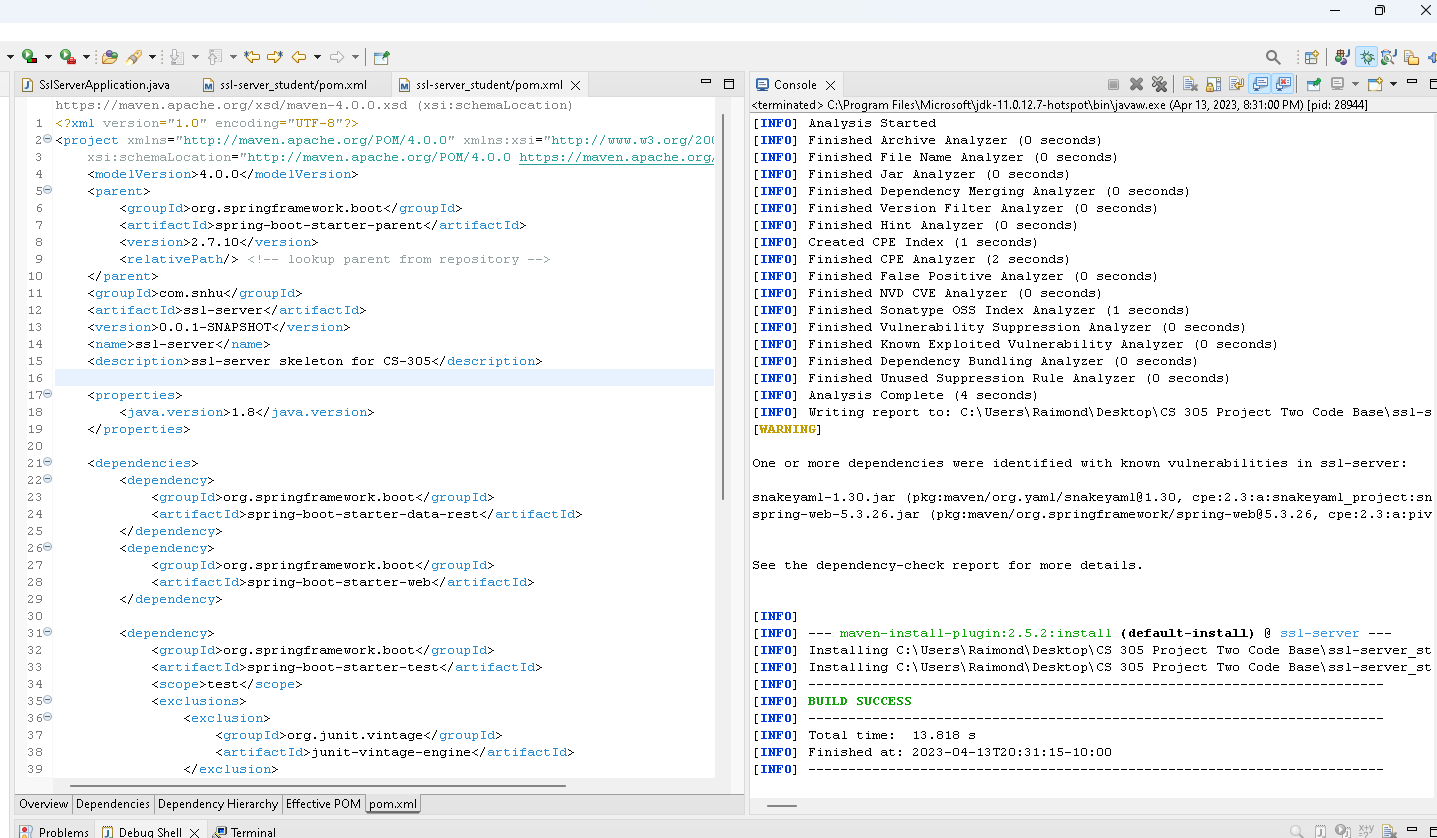 SslServerApplication.java
ssl-server_student/pom.xml
ssl-server_student/pom.xml
https://maven.apache.org/xsd/maven-4.0.0.xsd (xsi:schemaLocation)
1 <?xml version="1.0" encoding="UTF-8"?>
2 <project xmlns="http://maven.apache.org/POM/4.0.0" xmlns:xsi="http://www.w3.org/200
3 xsi:schemaLocation="http://maven.apache.org/POM/4.0.0 https://maven.apache.org/
4 <modelVersion>4.0.0</modelVersion>
5 <parent>
6 <groupId>org.springframework.boot</groupId>
7 <artifactId>spring-boot-starter-parent</artifactId>
8 <version>2.7.10</version>
9 <relativePath/> <!-- lookup parent from repository -->
10 </parent>
11 <groupId>com.snhu</groupId>
12 <artifactId>ssl-server</artifactId>
13 <version>0.0.1-SNAPSHOT</version>
14 <name>ssl-server</name>
15 <description>ssl-server skeleton for CS-305</description>
16
17 <properties>
18 <java.version>1.8</java.version>
19 </properties>
20
21 <dependencies>
22 <dependency>
23 <groupId>org.springframework.boot</groupId>
24 <artifactId>spring-boot-starter-data-rest</artifactId>
25 </dependency>
26 <dependency>
27 <groupId>org.springframework.boot</groupId>
28 <artifactId>spring-boot-starter-web</artifactId>
29 </dependency>
30
31 <dependency>
32 <groupId>org.springframework.boot</groupId>
33 <artifactId>spring-boot-starter-test</artifactId>
34 <scope>test</scope>
35 <exclusions>
36 <exclusion>
37 <groupId>org.junit.vintage</groupId>
38 <artifactId>junit-vintage-engine</artifactId>
39 </exclusion>
Overview Dependencies Dependency Hierarchy Effective POM pom.xml
Problems Debug Shell Terminal
Console
<terminated> C:\Program Files\Microsoft\jdk-11.0.12.7-hotspot\bin\javaw.exe (Apr 13, 2023, 8:31:00 PM) [pid: 28944]
[INFO] Analysis Started
[INFO] Finished Archive Analyzer (0 seconds)
[INFO] Finished File Name Analyzer (0 seconds)
[INFO] Finished Jar Analyzer (0 seconds)
[INFO] Finished Dependency Merging Analyzer (0 seconds)
[INFO] Finished Version Filter Analyzer (0 seconds)
[INFO] Finished Hint Analyzer (0 seconds)
[INFO] Created CPE Index (1 seconds)
[INFO] Finished CPE Analyzer (2 seconds)
[INFO] Finished False Positive Analyzer (0 seconds)
[INFO] Finished NVD CVE Analyzer (0 seconds)
[INFO] Finished Sonatype OSS Index Analyzer (1 seconds)
[INFO] Finished Vulnerability Suppression Analyzer (0 seconds)
[INFO] Finished Known Exploited Vulnerability Analyzer (0 seconds)
[INFO] Finished Dependency Bundling Analyzer (0 seconds)
[INFO] Finished Unused Suppression Rule Analyzer (0 seconds)
[INFO] Analysis Complete (4 seconds)
[INFO] Writing report to: C:\Users\Raimond\Desktop\CS 305 Project Two Code Base\ssl-s
[WARNING]
One or more dependencies were identified with known vulnerabilities in ssl-server:
snakeyaml-1.30.jar (pkg:maven/org.yaml/snakeyaml@1.30, cpe:2.3:a:snakeyaml_project:sn
spring-web-5.3.26.jar (pkg:maven/org.springframework/spring-web@5.3.26, cpe:2.3:a:piv
See the dependency-check report for more details.
[INFO]
[INFO] --- maven-install-plugin:2.5.2:install (default-install) @ ssl-server ---
[INFO] Installing C:\Users\Raimond\Desktop\CS 305 Project Two Code Base\ssl-server_st
[INFO] Installing C:\Users\Raimond\Desktop\CS 305 Project Two Code Base\ssl-server_st
[INFO] ------------------------------------------------------------------------
[INFO] BUILD SUCCESS
[INFO] ------------------------------------------------------------------------
[INFO] Total time: 13.818 s
[INFO] Finished at: 2023-04-13T20:31:15-10:00
[INFO] ------------------------------------------------------------------------